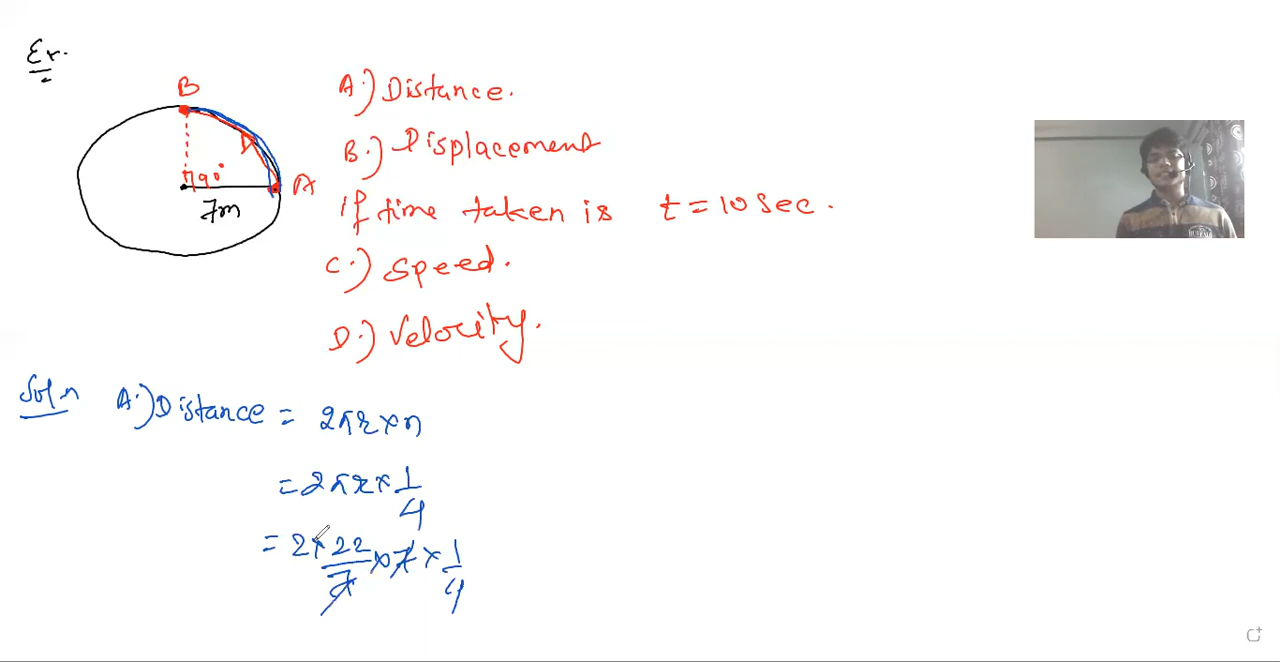 Ex.
B
90°
A
7m
A.) Distance.
B.) Displacement
If time taken is t = 10 sec.
C.) Speed.
D.) Velocity.
Soln A.) Distance = 2πr × n
= 2πr × 1/4
= 2 × 22/7 × 7 × 1/4